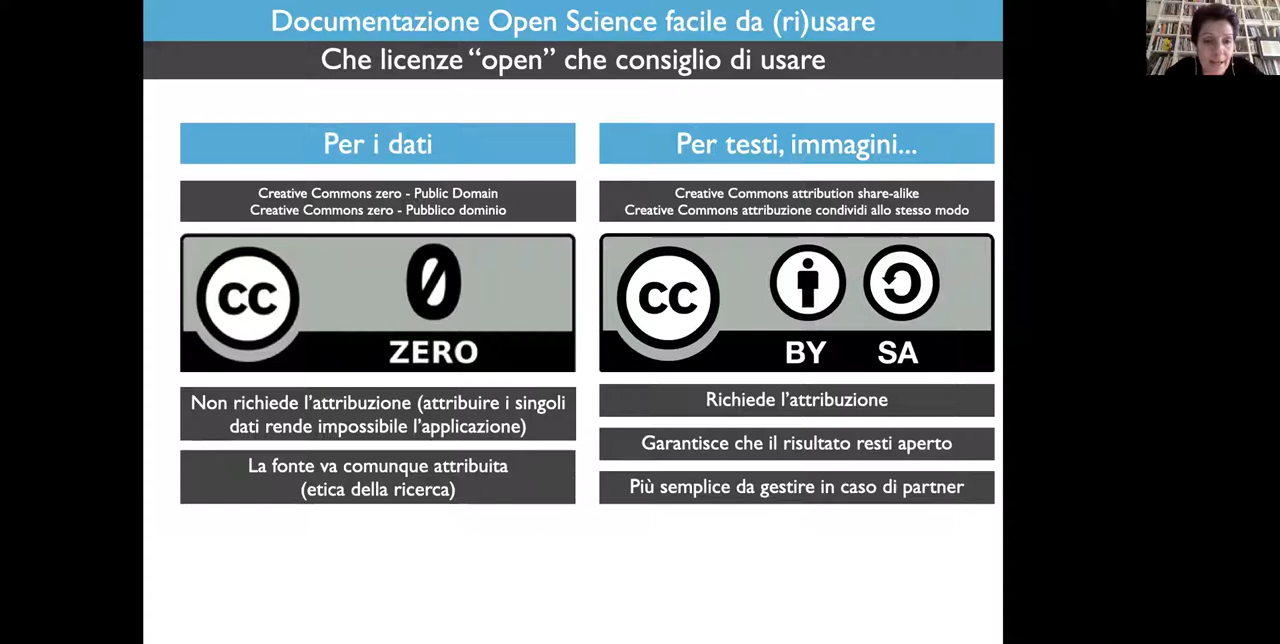 Documentazione Open Science facile da (ri)usare
Che licenze “open” che consiglio di usare
Per i dati
Creative Commons zero - Public Domain
Creative Commons zero - Pubblico dominio
cc
0
ZERO
Non richiede l’attribuzione (attribuire i singoli
dati rende impossibile l’applicazione)
La fonte va comunque attribuita
(etica della ricerca)
Per testi, immagini...
Creative Commons attribution share-alike
Creative Commons attribuzione condividi allo stesso modo
cc
BY SA
Richiede l’attribuzione
Garantisce che il risultato resti aperto
Più semplice da gestire in caso di partner